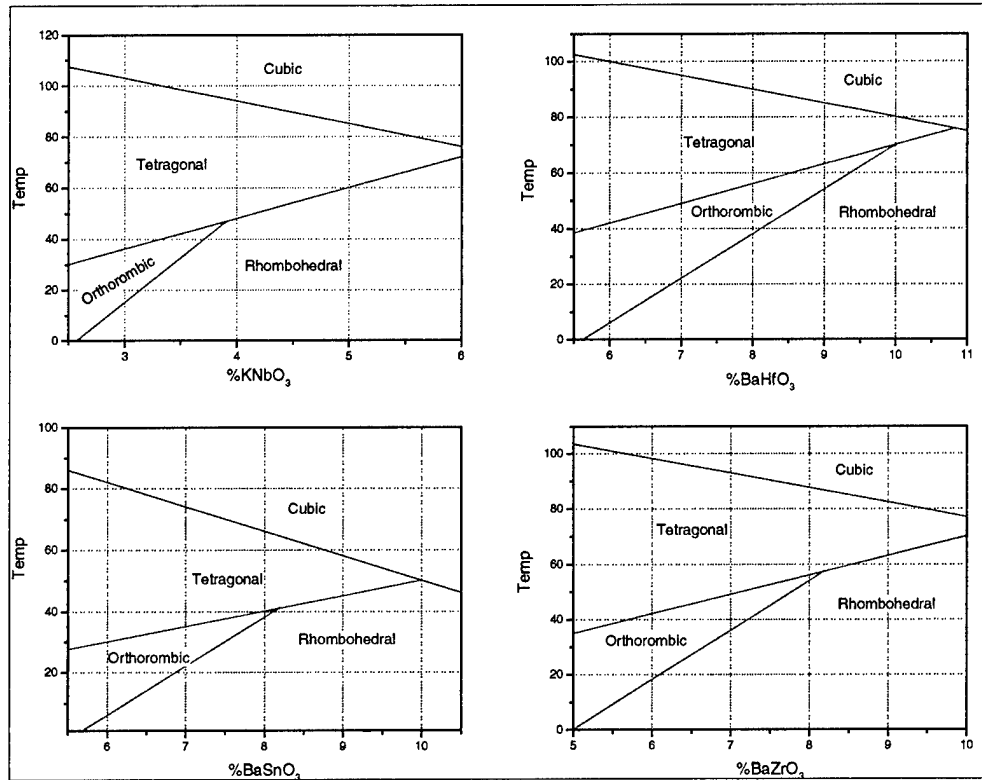 120
100
80
60
40
20
0
Temp
Cubic
Tetragonal
Orthorombic
Rhombohedral
3
4
5
6
%KNbO₃
100
80
60
40
20
0
Temp
Cubic
Tetragonal
Orthorombic
Rhombohedral
6
7
8
9
10
11
%BaHfO₃
100
80
60
40
20
Temp
Cubic
Tetragonal
Orthorombic
Rhombohedral
6
7
8
9
10
%BaSnO₃
100
80
60
40
20
0
Temp
Cubic
Tetragonal
Orthorombic
Rhombohedral
5
6
7
8
9
10
%BaZrO₃